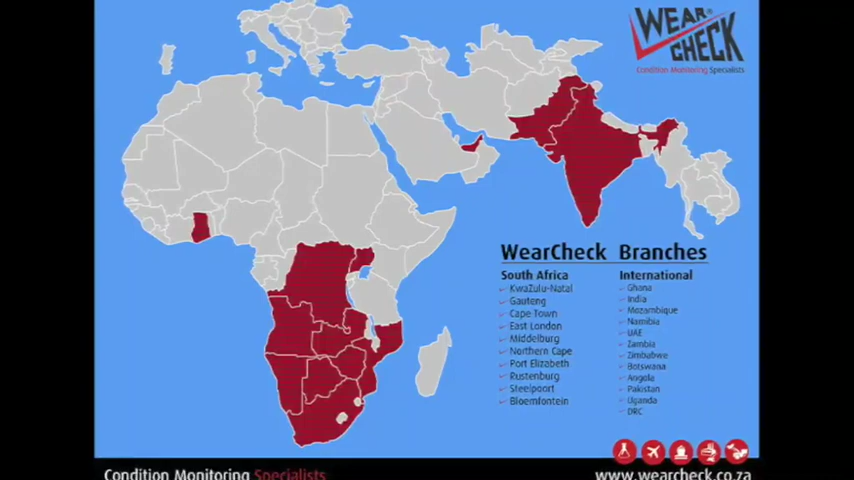 WEAR
CHECK
Condition Monitoring Specialists
WearCheck Branches
South Africa
KwaZulu-Natal
Gauteng
Cape Town
East London
Middelburg
Northern Cape
Port Elizabeth
Rustenburg
Steelpoort
Bloemfontein
International
Ghana
India
Mozambique
Namibia
UAE
Zambia
Zimbabwe
Botswana
Angola
Pakistan
Uganda
DRC
Condition Monitoring Specialists
www.wearcheck.co.za